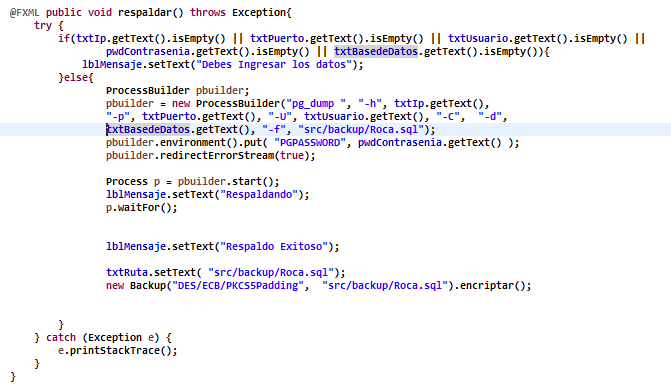 @FXML public void respaldar() throws Exception{
try {
if(txtIp.getText().isEmpty() || txtPuerto.getText().isEmpty() || txtUsuario.getText().isEmpty() ||
pwdContrasenia.getText().isEmpty() || txtBasedeDatos.getText().isEmpty()){
lblMensaje.setText("Debes Ingresar los datos");
}else{
ProcessBuilder pbuilder;
pbuilder = new ProcessBuilder("pg_dump ", "-h", txtIp.getText(),
"-p", txtPuerto.getText(), "-U", txtUsuario.getText(), "-C",  "-d",
txtBasedeDatos.getText(), "-f", "src/backup/Roca.sql");
pbuilder.environment().put( "PGPASSWORD", pwdContrasenia.getText() );
pbuilder.redirectErrorStream(true);
Process p = pbuilder.start();
lblMensaje.setText("Respaldando");
p.waitFor();
lblMensaje.setText("Respaldo Exitoso");
txtRuta.setText( "src/backup/Roca.sql");
new Backup("DES/ECB/PKCS5Padding",  "src/backup/Roca.sql").encriptar();
}
} catch (Exception e) {
e.printStackTrace();
}
}